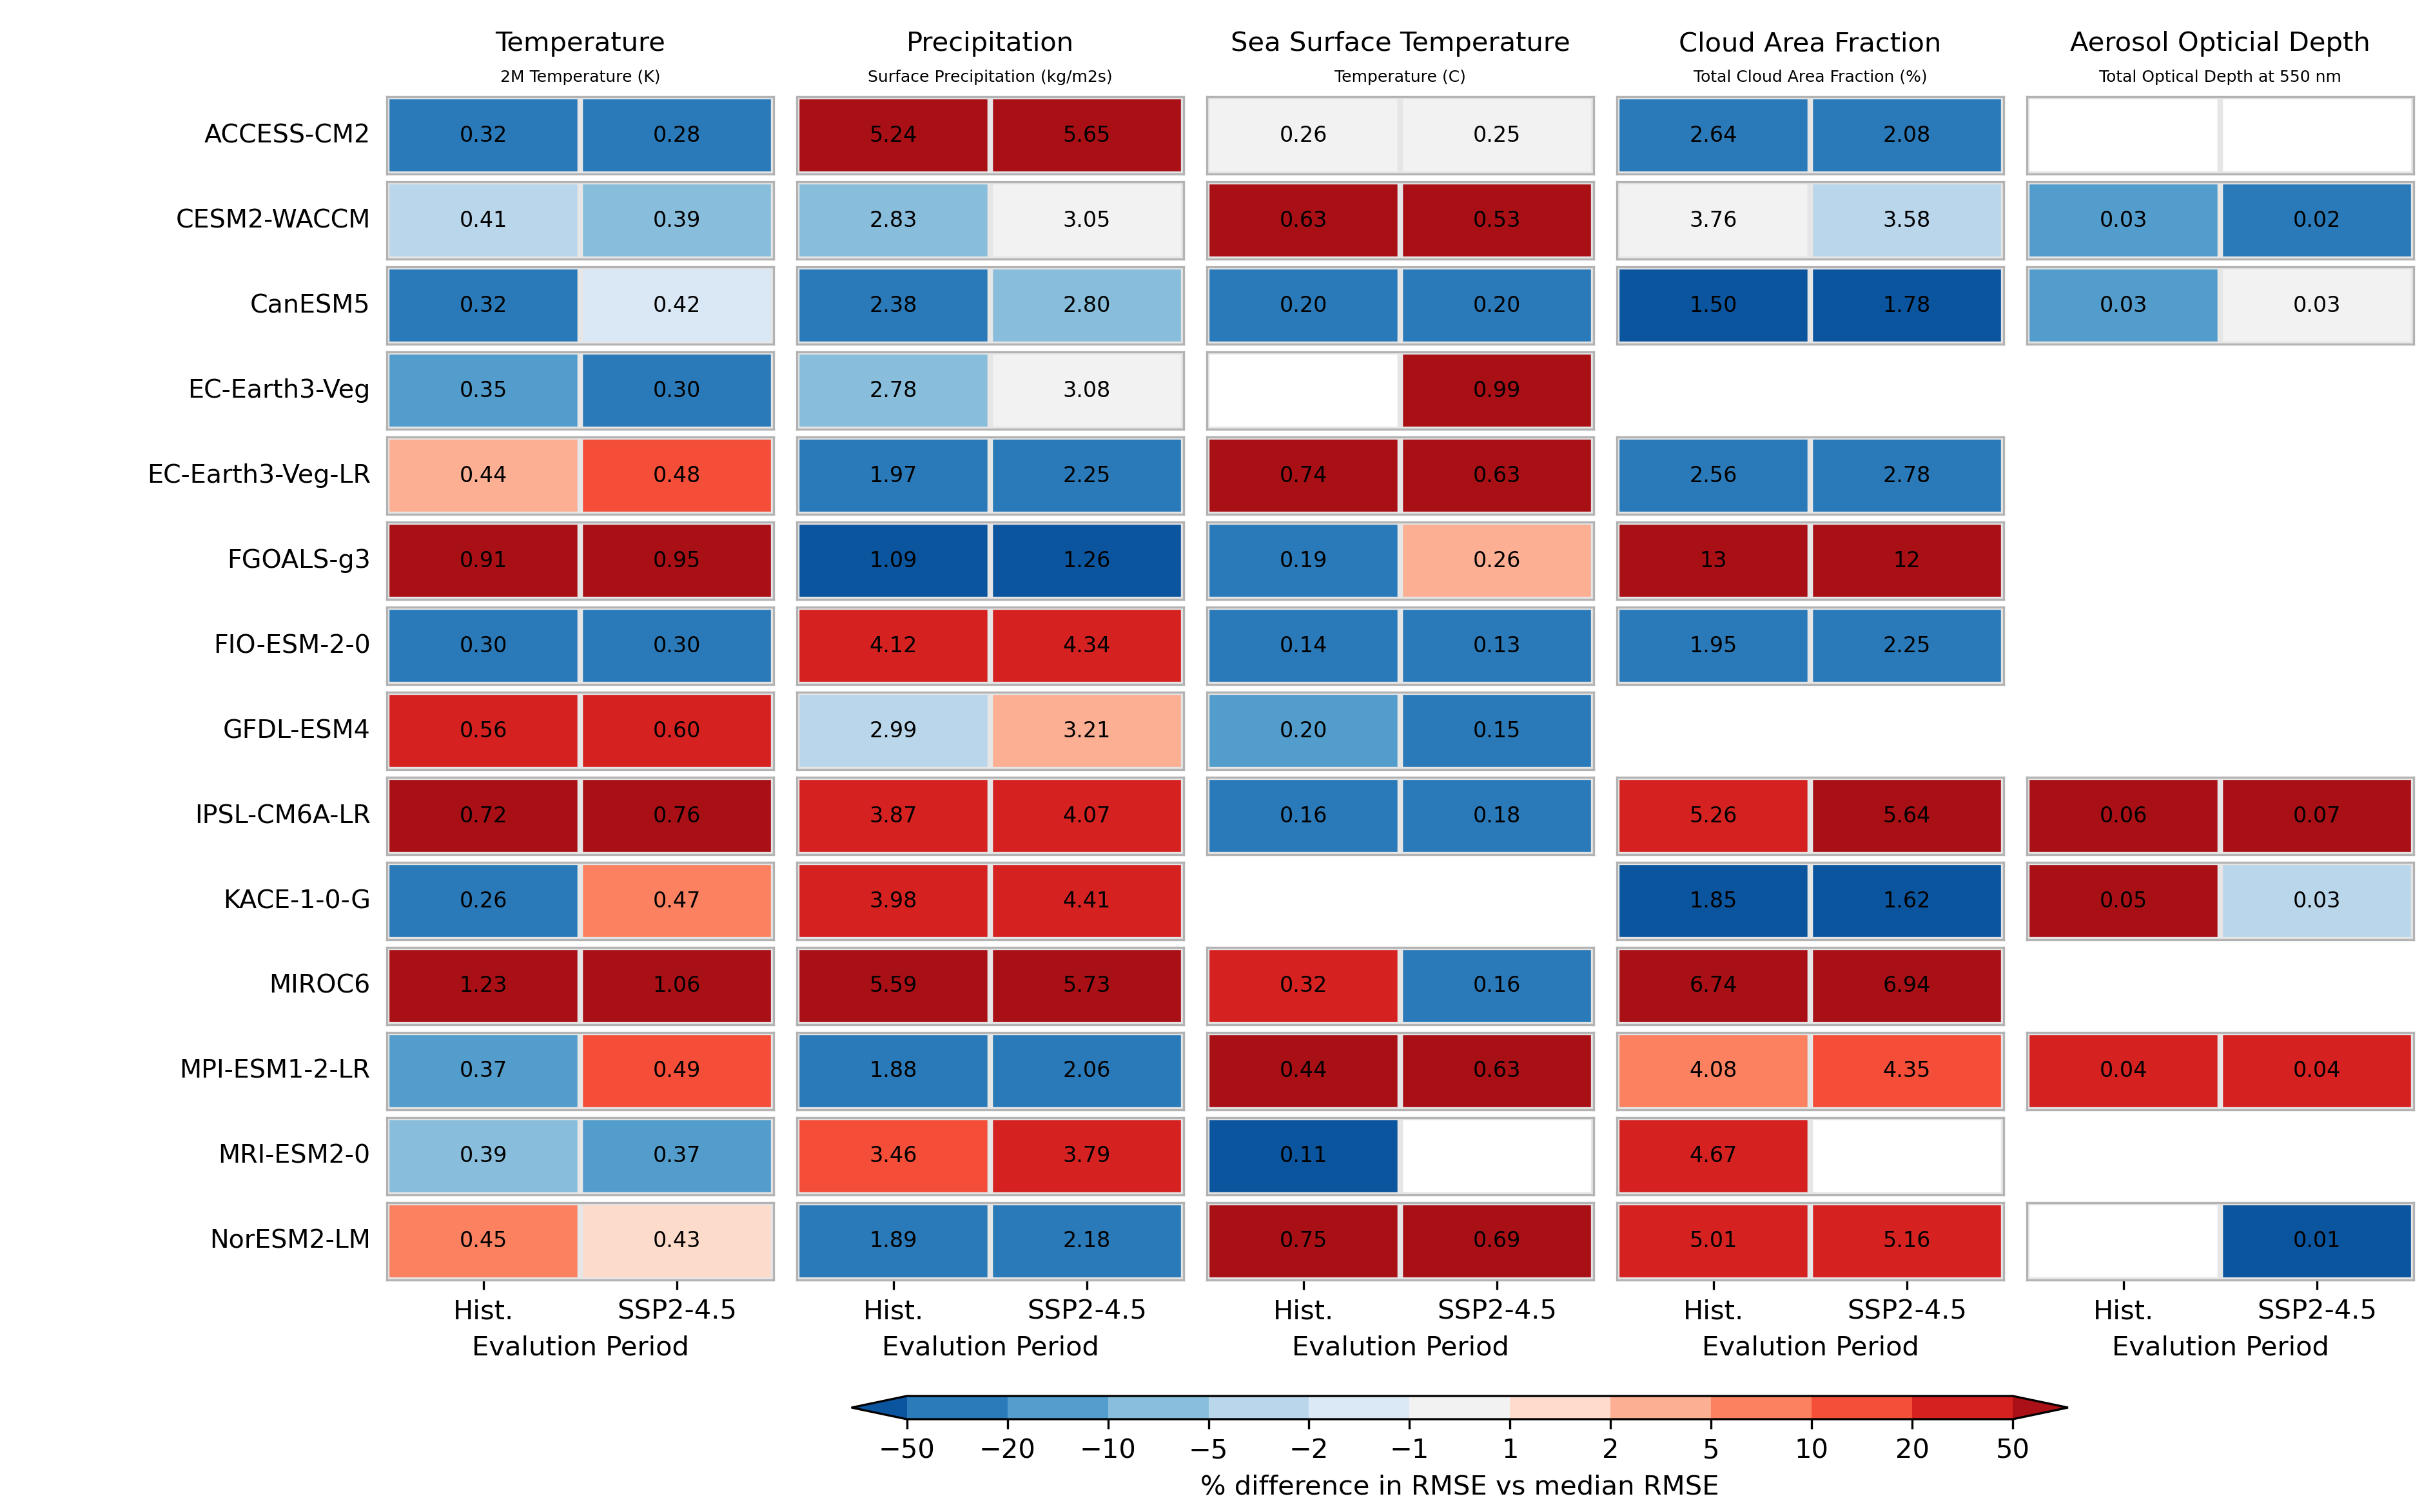 Temperature Precipitation Sea Surface Temperature Cloud Area Fraction Aerosol Opticial Depth
2M Temperature (K) Surface Precipitation (kg/m2s) Temperature (C) Total Cloud Area Fraction (%) Total Optical Depth at 550 nm
ACCESS-CM2 0.32 0.28 5.24 5.65 0.26 0.25 2.64 2.08
CESM2-WACCM 0.41 0.39 2.83 3.05 0.63 0.53 3.76 3.58 0.03 0.02
CanESM5 0.32 0.42 2.38 2.80 0.20 0.20 1.50 1.78 0.03 0.03
EC-Earth3-Veg 0.35 0.30 2.78 3.08 0.99
EC-Earth3-Veg-LR 0.44 0.48 1.97 2.25 0.74 0.63 2.56 2.78
FGOALS-g3 0.91 0.95 1.09 1.26 0.19 0.26 13 12
FIO-ESM-2-0 0.30 0.30 4.12 4.34 0.14 0.13 1.95 2.25
GFDL-ESM4 0.56 0.60 2.99 3.21 0.20 0.15
IPSL-CM6A-LR 0.72 0.76 3.87 4.07 0.16 0.18 5.26 5.64 0.06 0.07
KACE-1-0-G 0.26 0.47 3.98 4.41 1.85 1.62 0.05 0.03
MIROC6 1.23 1.06 5.59 5.73 0.32 0.16 6.74 6.94
MPI-ESM1-2-LR 0.37 0.49 1.88 2.06 0.44 0.63 4.08 4.35 0.04 0.04
MRI-ESM2-0 0.39 0.37 3.46 3.79 0.11 4.67
NorESM2-LM 0.45 0.43 1.89 2.18 0.75 0.69 5.01 5.16 0.01
Hist. SSP2-4.5 Hist. SSP2-4.5 Hist. SSP2-4.5 Hist. SSP2-4.5 Hist. SSP2-4.5
Evalution Period Evalution Period Evalution Period Evalution Period Evalution Period
−50 −20 −10 −5 −2 −1 1 2 5 10 20 50
% difference in RMSE vs median RMSE